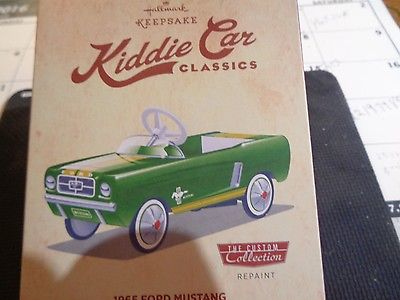 Hallmark
KEEPSAKE
Kiddie Car
CLASSICS
THE CUSTOM
Collection
REPAINT
1965 FORD MUSTANG